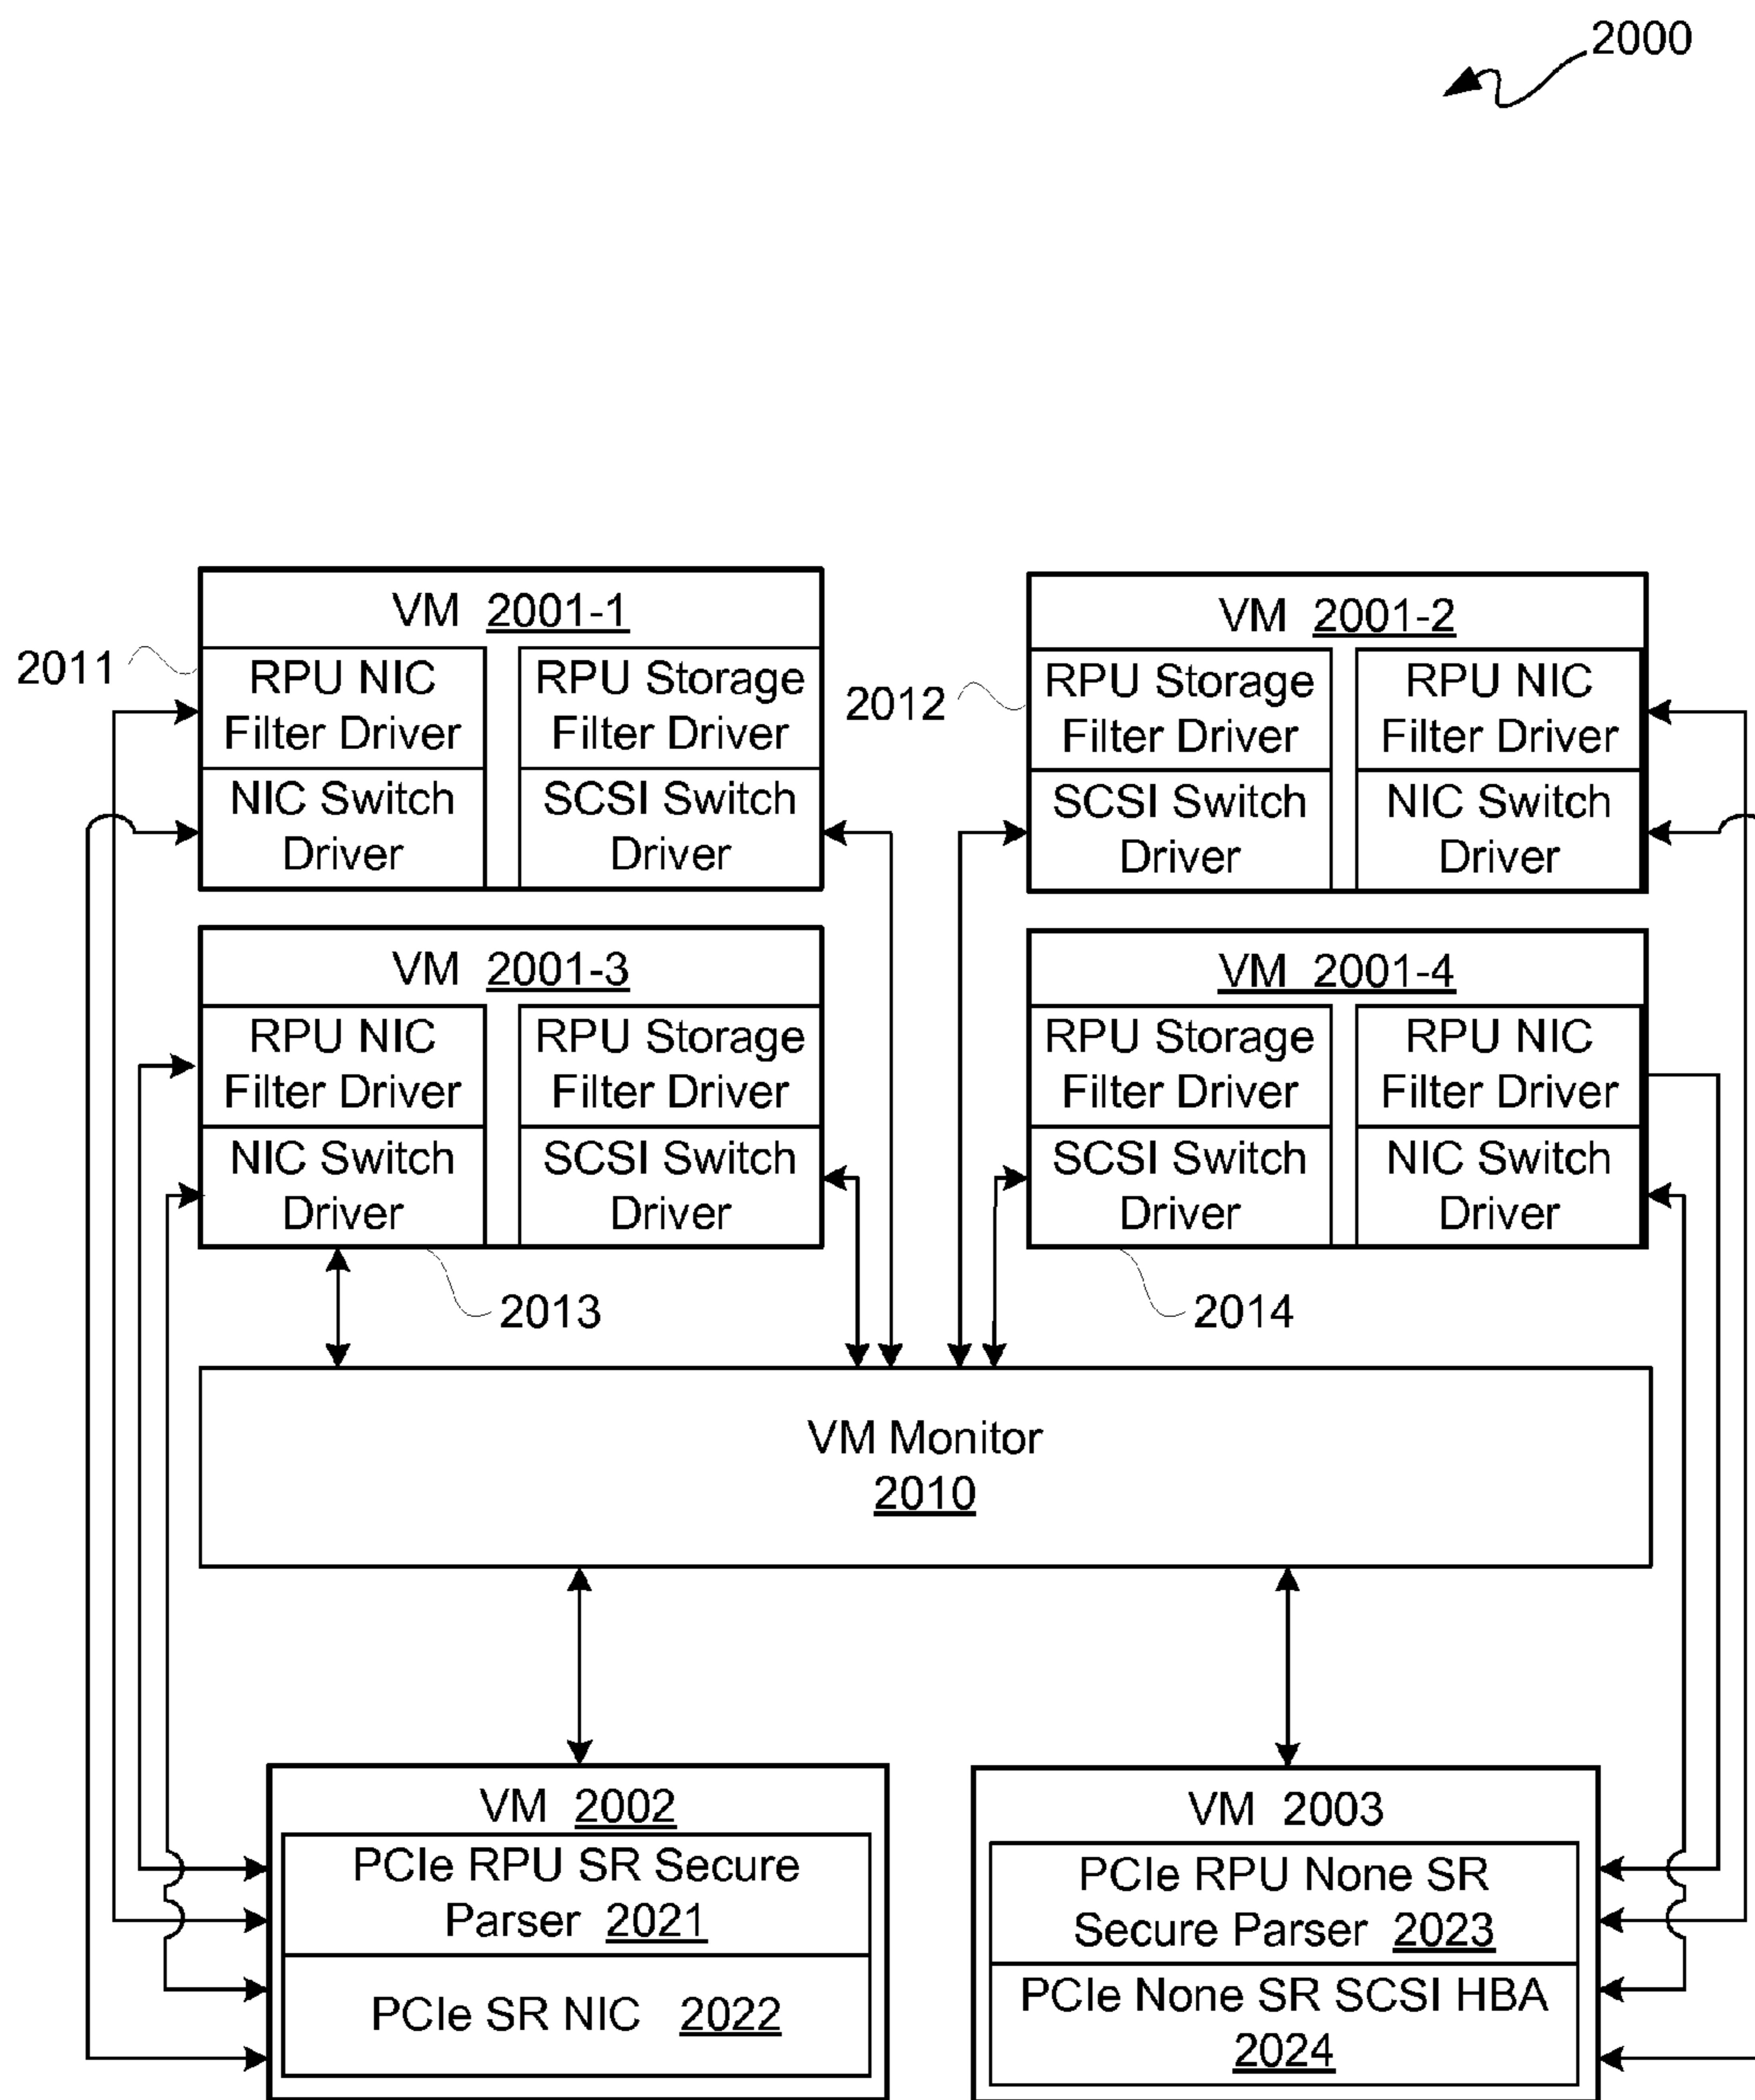 2000
VM 2001-1
2011
RPU NIC
Filter Driver
RPU Storage
Filter Driver
NIC Switch
Driver
SCSI Switch
Driver
VM 2001-2
2012
RPU Storage
Filter Driver
RPU NIC
Filter Driver
SCSI Switch
Driver
NIC Switch
Driver
VM 2001-3
RPU NIC
Filter Driver
RPU Storage
Filter Driver
NIC Switch
Driver
SCSI Switch
Driver
2013
VM 2001-4
RPU Storage
Filter Driver
RPU NIC
Filter Driver
SCSI Switch
Driver
NIC Switch
Driver
2014
VM Monitor
2010
VM 2002
PCIe RPU SR Secure
Parser 2021
PCIe SR NIC 2022
VM 2003
PCIe RPU None SR
Secure Parser 2023
PCIe None SR SCSI HBA
2024